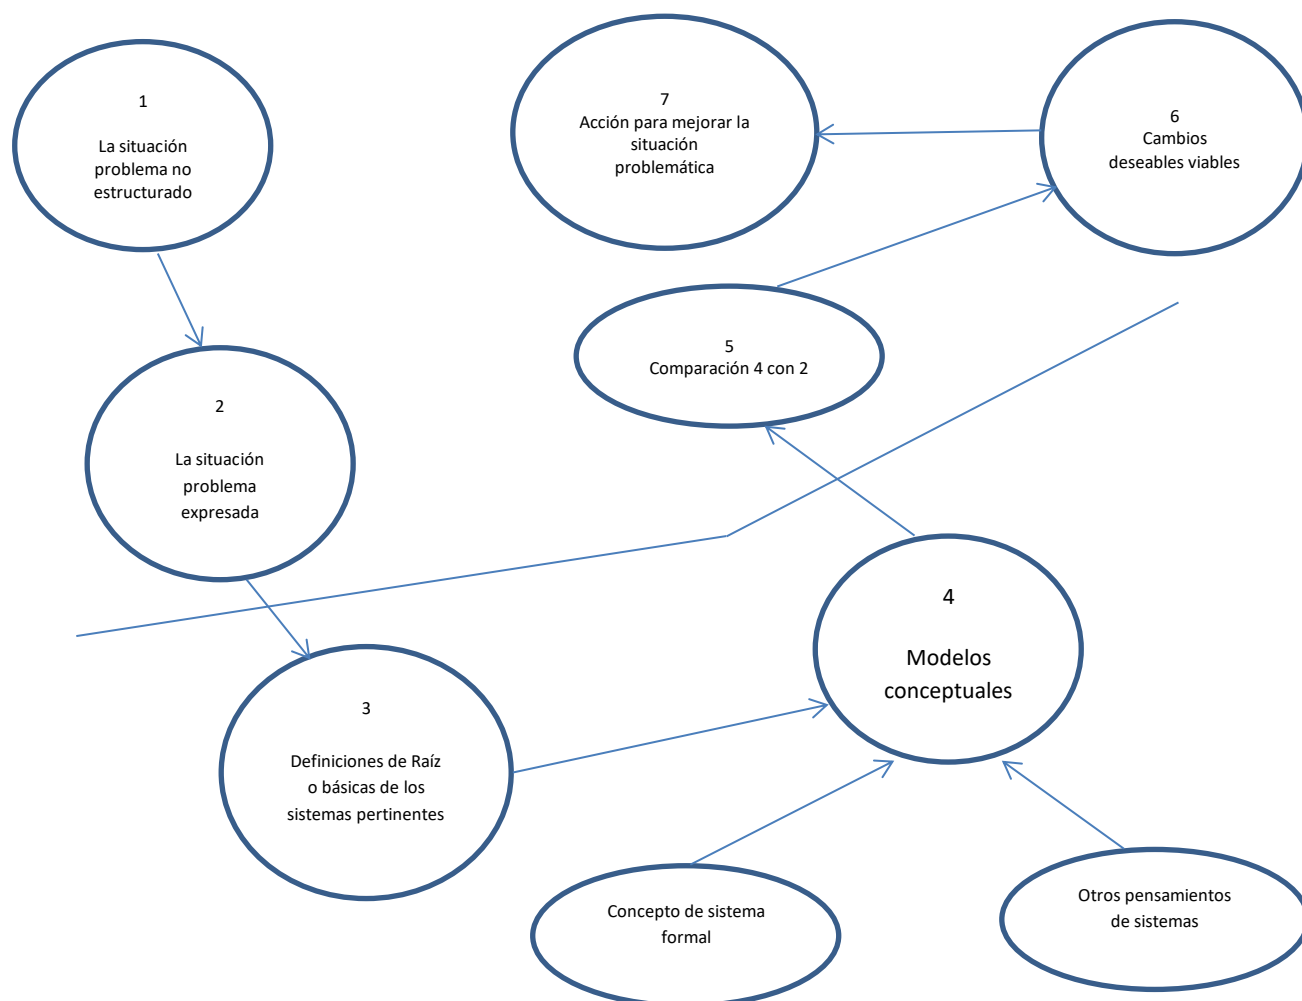 1
La situación
problema no
estructurado
2
La situación
problema
expresada
3
Definiciones de Raíz
o básicas de los
sistemas pertinentes
4
Modelos
conceptuales
Concepto de sistema
formal
Otros pensamientos
de sistemas
5
Comparación 4 con 2
6
Cambios
deseables viables
7
Acción para mejorar la
situación
problemática